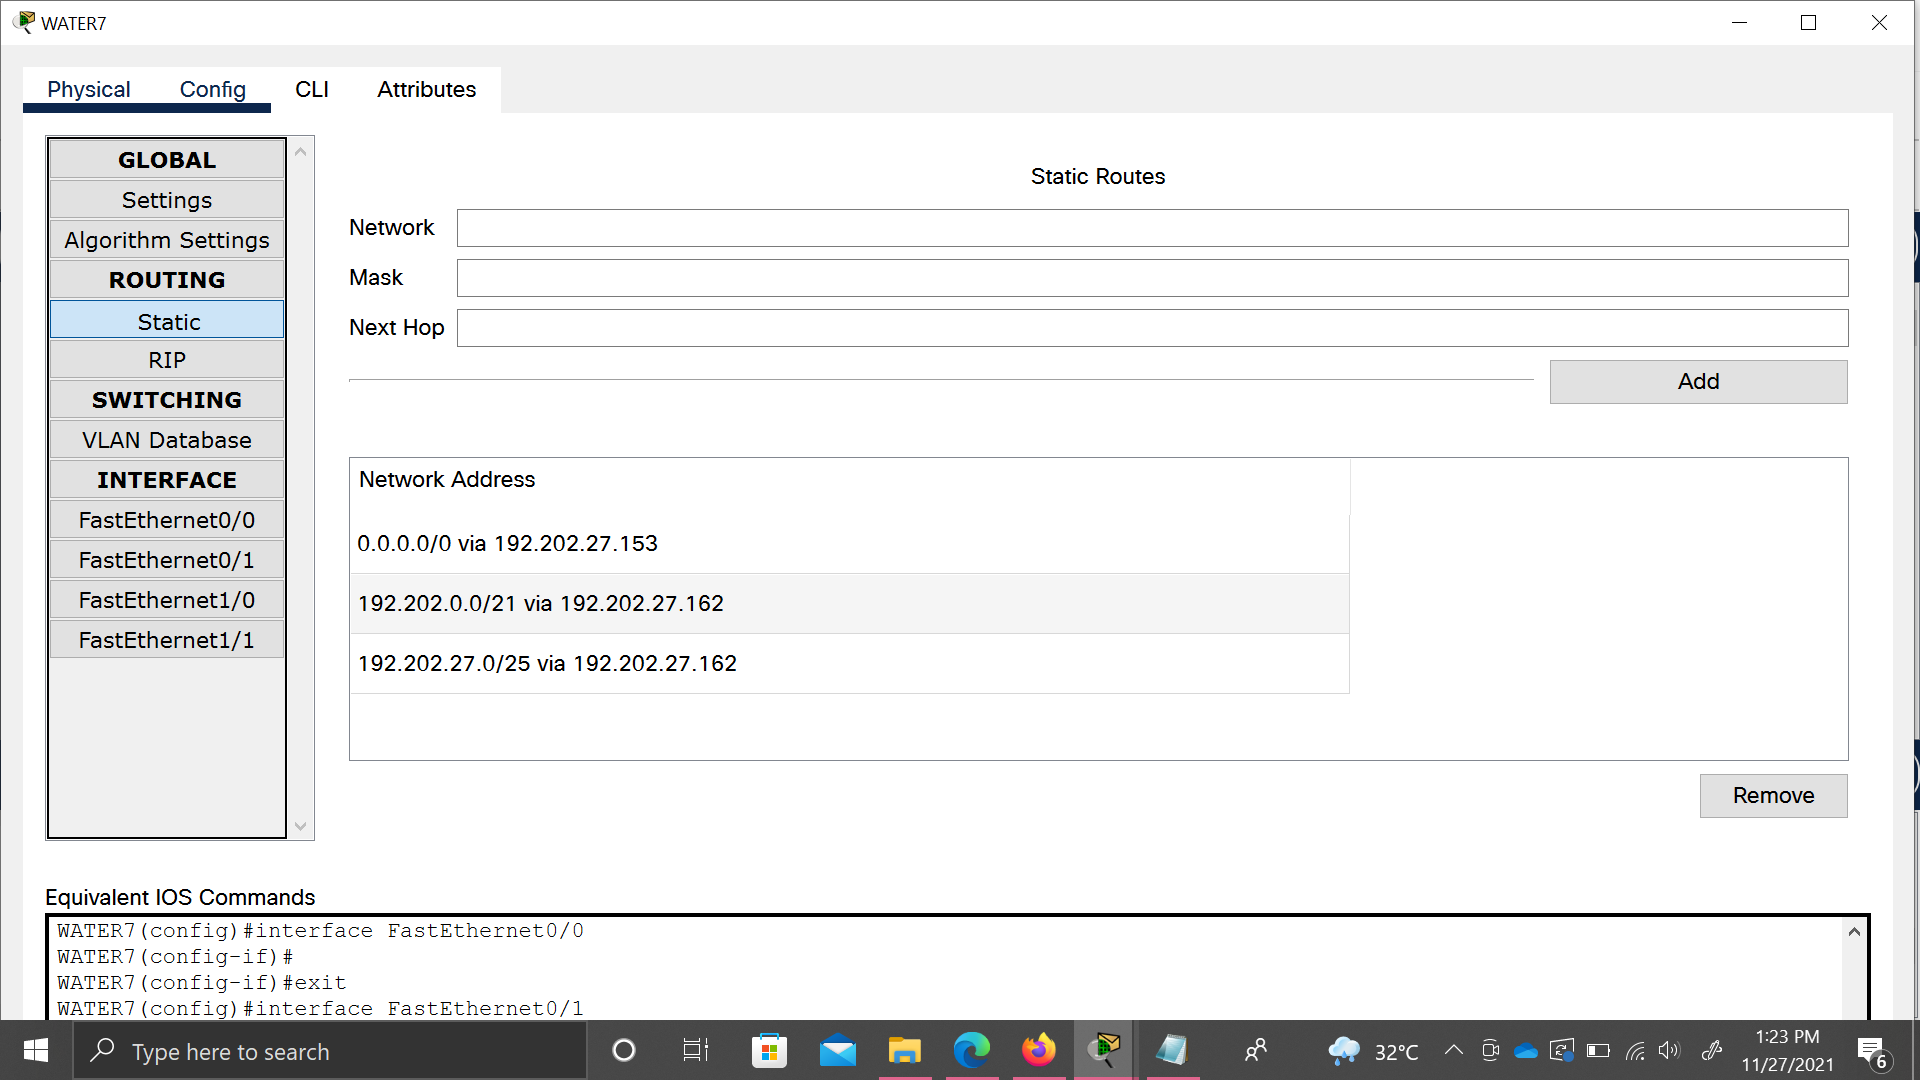 WATER7
Physical Config CLI Attributes
GLOBAL
Settings
Algorithm Settings
ROUTING
Static
RIP
SWITCHING
VLAN Database
INTERFACE
FastEthernet0/0
FastEthernet0/1
FastEthernet1/0
FastEthernet1/1
Static Routes
Network
Mask
Next Hop
Add
Network Address
0.0.0.0/0 via 192.202.27.153
192.202.0.0/21 via 192.202.27.162
192.202.27.0/25 via 192.202.27.162
Remove
Equivalent IOS Commands
WATER7(config)#interface FastEthernet0/0
WATER7(config-if)#
WATER7(config-if)#exit
WATER7(config)#interface FastEthernet0/1
Type here to search
32°C
1:23 PM
11/27/2021
6